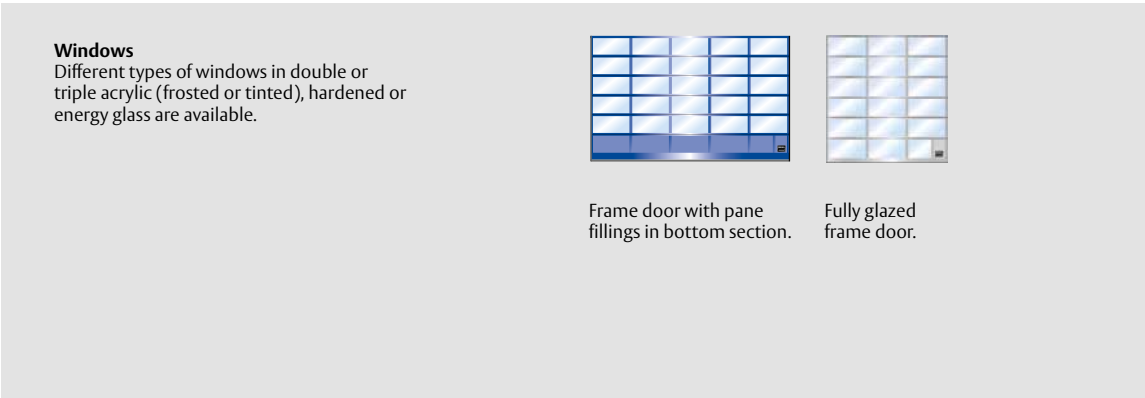 Windows
Different types of windows in double or
triple acrylic (frosted or tinted), hardened or
energy glass are available.
Frame door with pane
fillings in bottom section.
Fully glazed
frame door.